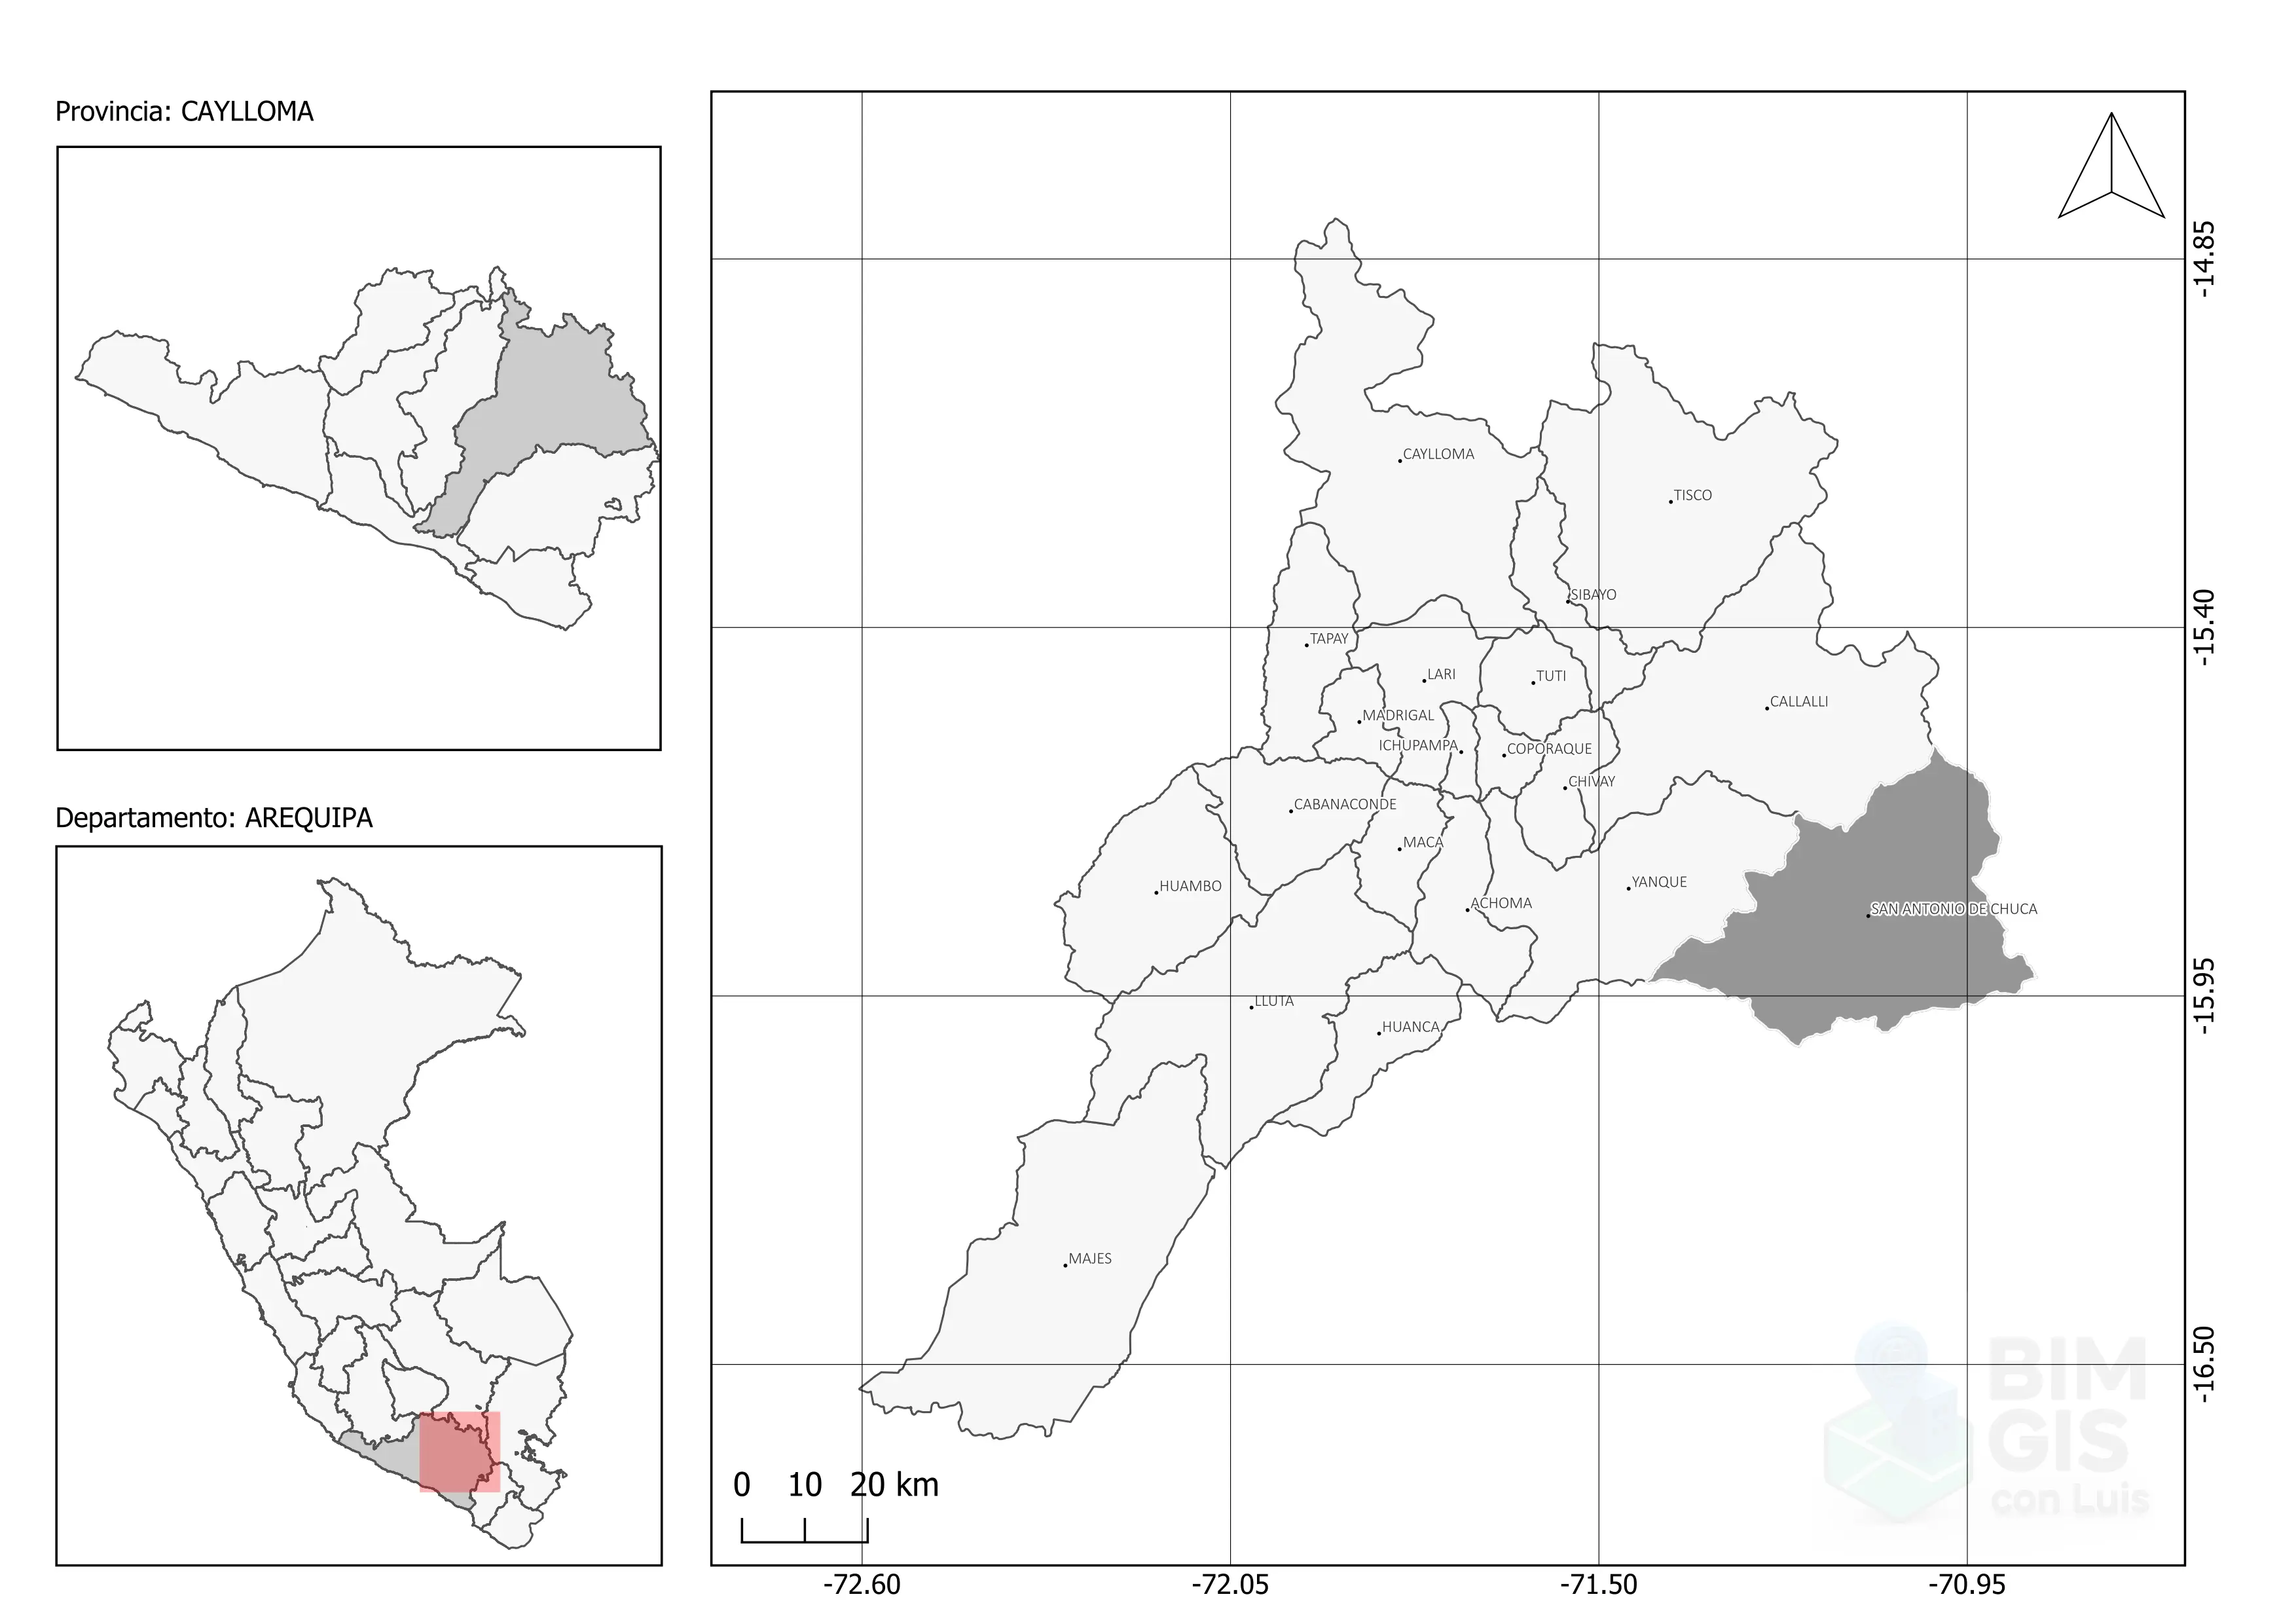 Provincia: CAYLLOMA
Departamento: AREQUIPA
CAYLLOMA
TISCO
SIBAYO
TAPAY
LARI
TUTI
CALLALLI
MADRIGAL
ICHUPAMPA
COPORAQUE
CHIVAY
CABANACONDE
MACA
HUAMBO
YANQUE
ACHOMA
SAN ANTONIO DE CHUCA
LLUTA
HUANCA
MAJES
-14.85
-15.40
-15.95
-16.50
0 10 20 km
-72.60 -72.05 -71.50 -70.95
BIM
GIS
con Luis